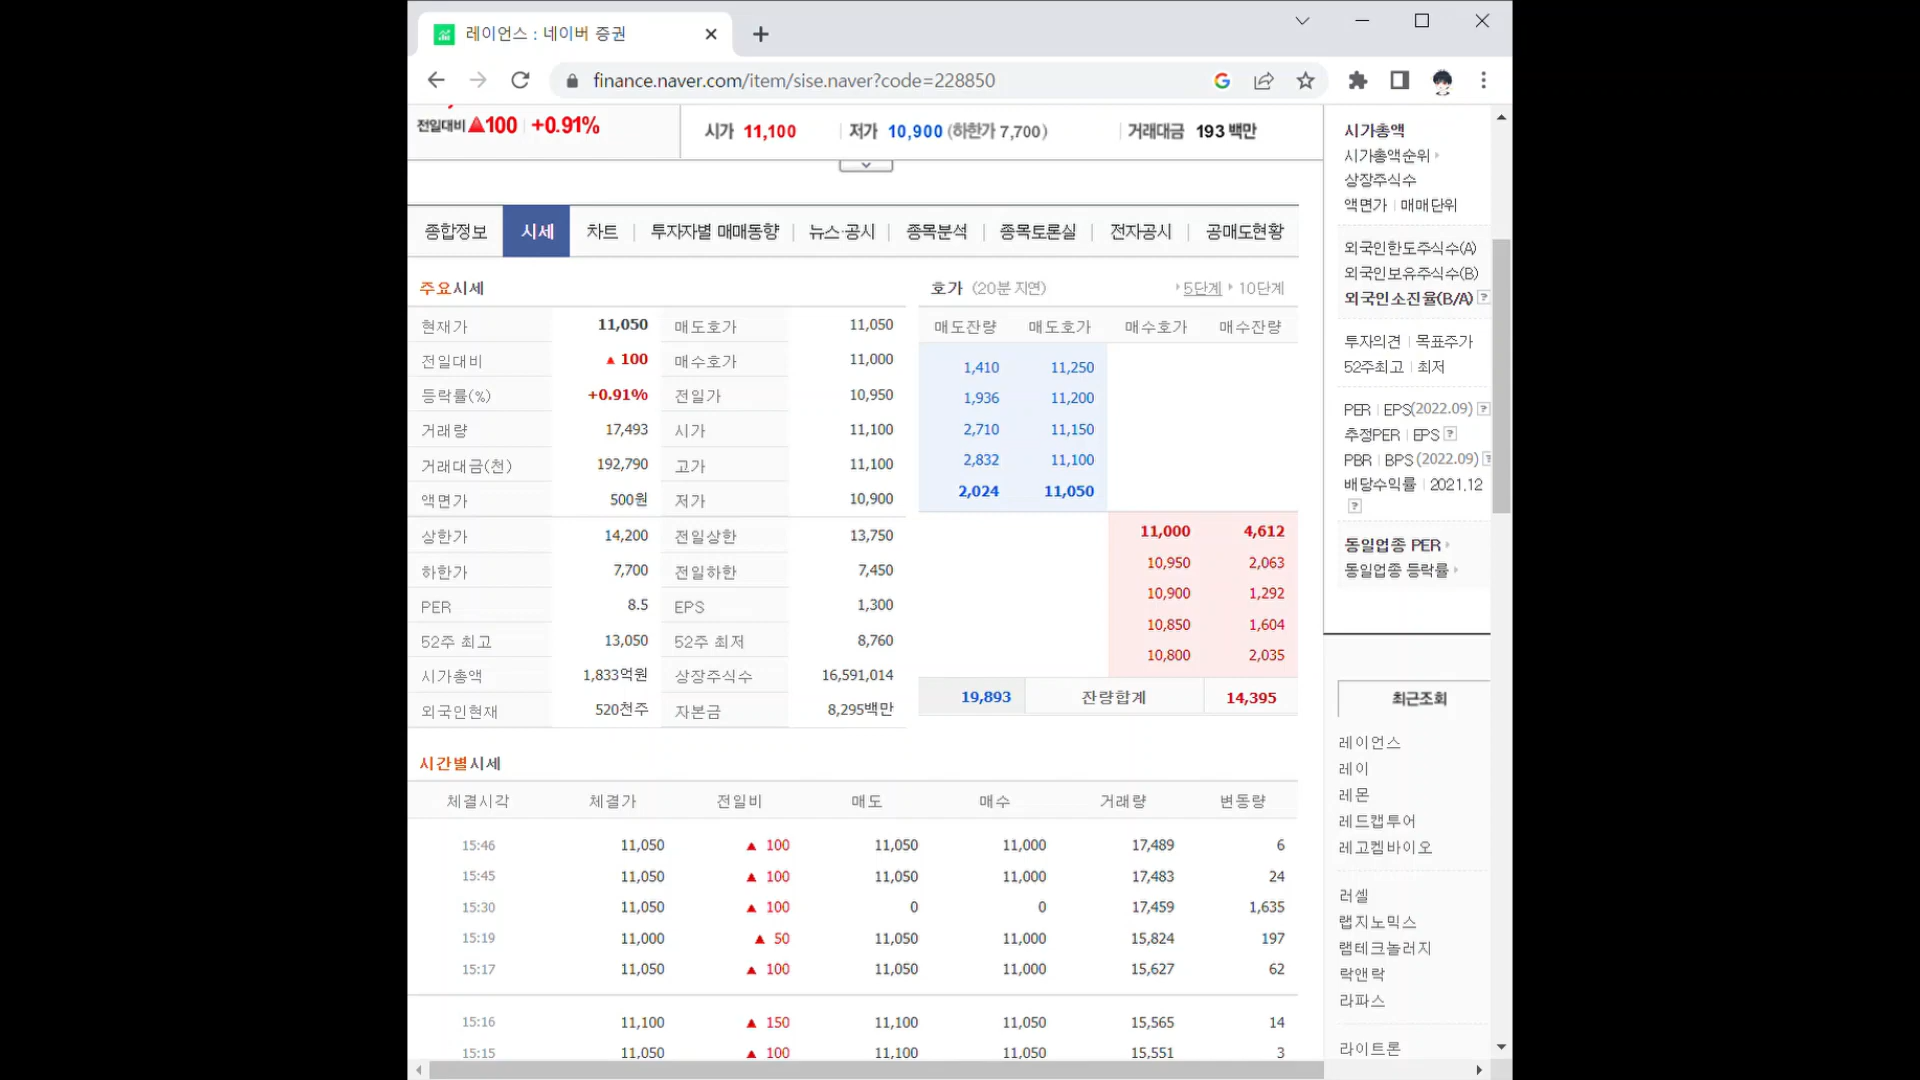 레이언스 : 네이버 증권
finance.naver.com/item/sise.naver?code=228850
전일대비 ▲100 +0.91%
시가 11,100 저가 10,900 (하한가 7,700) 거래대금 193 백만
종합정보 시세 차트 투자자별 매매동향 뉴스·공시 종목분석 종목토론실 전자공시 공매도현황
주요시세
현재가 11,050 매도호가 11,050
전일대비 ▲ 100 매수호가 11,000
등락률(%) +0.91% 전일가 10,950
거래량 17,493 시가 11,100
거래대금(천) 192,790 고가 11,100
액면가 500원 저가 10,900
상한가 14,200 전일상한 13,750
하한가 7,700 전일하한 7,450
PER 8.5 EPS 1,300
52주 최고 13,050 52주 최저 8,760
시가총액 1,833억원 상장주식수 16,591,014
외국인현재 520천주 자본금 8,295백만
호가 (20분 지연) 5단계 10단계
매도잔량 매도호가 매수호가 매수잔량
1,410 11,250
1,936 11,200
2,710 11,150
2,832 11,100
2,024 11,050
11,000 4,612
10,950 2,063
10,900 1,292
10,850 1,604
10,800 2,035
19,893 잔량합계 14,395
시간별시세
체결시각 체결가 전일비 매도 매수 거래량 변동량
15:46 11,050 ▲ 100 11,050 11,000 17,489 6
15:45 11,050 ▲ 100 11,050 11,000 17,483 24
15:30 11,050 ▲ 100 0 0 17,459 1,635
15:19 11,000 ▲ 50 11,050 11,000 15,824 197
15:17 11,050 ▲ 100 11,050 11,000 15,627 62
15:16 11,100 ▲ 150 11,100 11,050 15,565 14
15:15 11,050 ▲ 100 11,100 11,050 15,551 3
시가총액
시가총액순위
상장주식수
액면가 | 매매단위
외국인한도주식수(A)
외국인보유주식수(B)
외국인소진율(B/A) ?
투자의견 | 목표주가
52주최고 | 최저
PER | EPS(2022.09) ?
추정PER | EPS ?
PBR | BPS (2022.09) ?
배당수익률 | 2021.12
?
동일업종 PER
동일업종 등락률
최근조회
레이언스
레이
레몬
레드캡투어
레고켐바이오
러셀
랩지노믹스
램테크놀러지
락앤락
라파스
라이트론